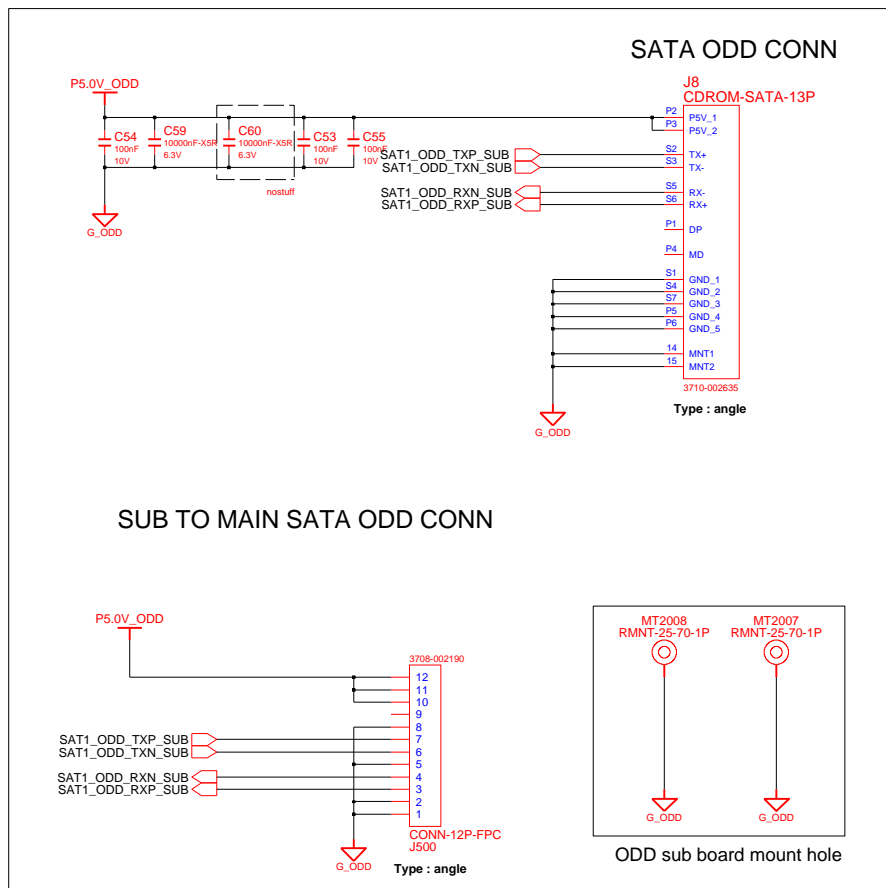 SATA ODD CONN
P5.0V_ODD
J8
CDROM-SATA-13P
C54
100nF
10V
C59
10000nF-X5R
6.3V
C60
10000nF-X5R
6.3V
C53
100nF
10V
C55
100nF
10V
nostuff
G_ODD
P2 P5V_1
P3 P5V_2
SAT1_ODD_TXP_SUB S2 TX+
SAT1_ODD_TXN_SUB S3 TX-
SAT1_ODD_RXN_SUB S5 RX-
SAT1_ODD_RXP_SUB S6 RX+
P1 DP
P4 MD
S1 GND_1
S4 GND_2
S7 GND_3
P5 GND_4
P6 GND_5
14 MNT1
15 MNT2
3710-002635
Type : angle
G_ODD
SUB TO MAIN SATA ODD CONN
P5.0V_ODD
3708-002190
12
11
10
9
8
SAT1_ODD_TXP_SUB 7
SAT1_ODD_TXN_SUB 6
5
SAT1_ODD_RXN_SUB 4
SAT1_ODD_RXP_SUB 3
2
1
CONN-12P-FPC
J500
G_ODD
Type : angle
MT2008
RMNT-25-70-1P
MT2007
RMNT-25-70-1P
G_ODD
G_ODD
ODD sub board mount hole